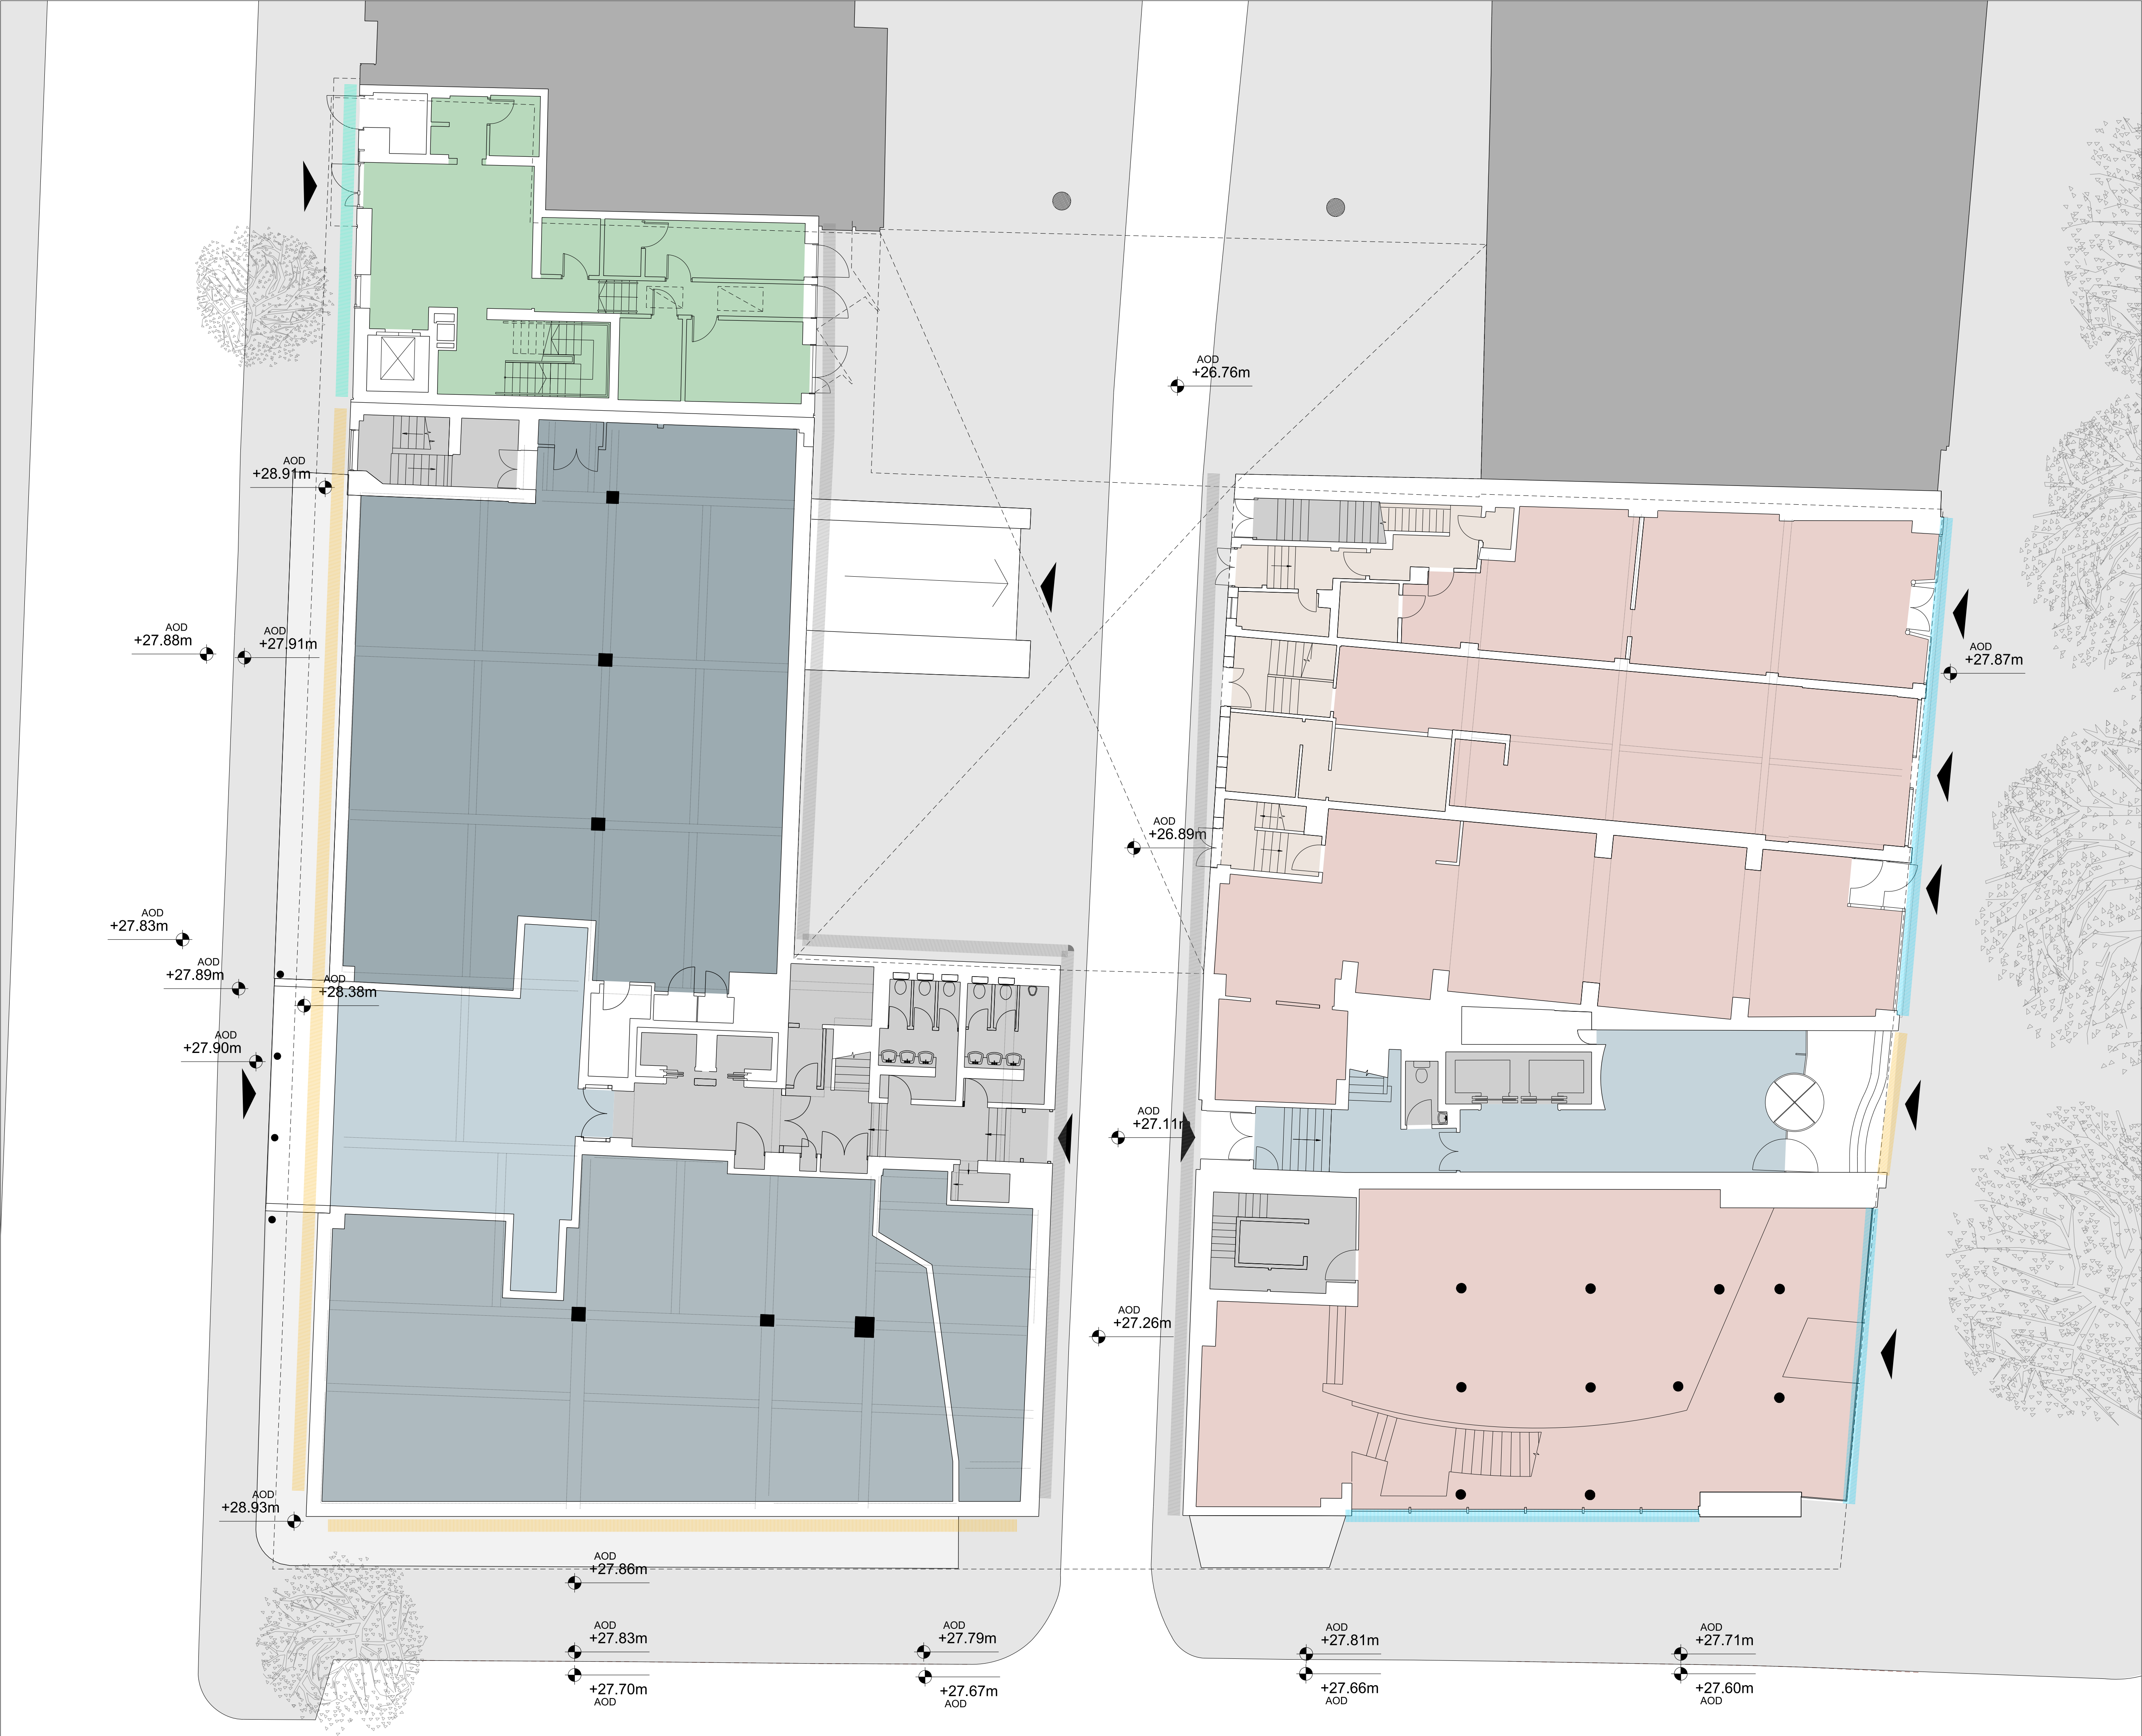 AOD
+26.76m
AOD
+28.91m
AOD
+27.88m
AOD
+27.91m
AOD
+27.87m
AOD
+26.89m
AOD
+27.83m
AOD
+27.89m
AOD
+28.38m
AOD
+27.90m
AOD
+27.11m
AOD
+27.26m
AOD
+28.93m
AOD
+27.86m
AOD
+27.83m
AOD
+27.79m
AOD
+27.81m
AOD
+27.71m
+27.70m
AOD
+27.67m
AOD
+27.66m
AOD
+27.60m
AOD